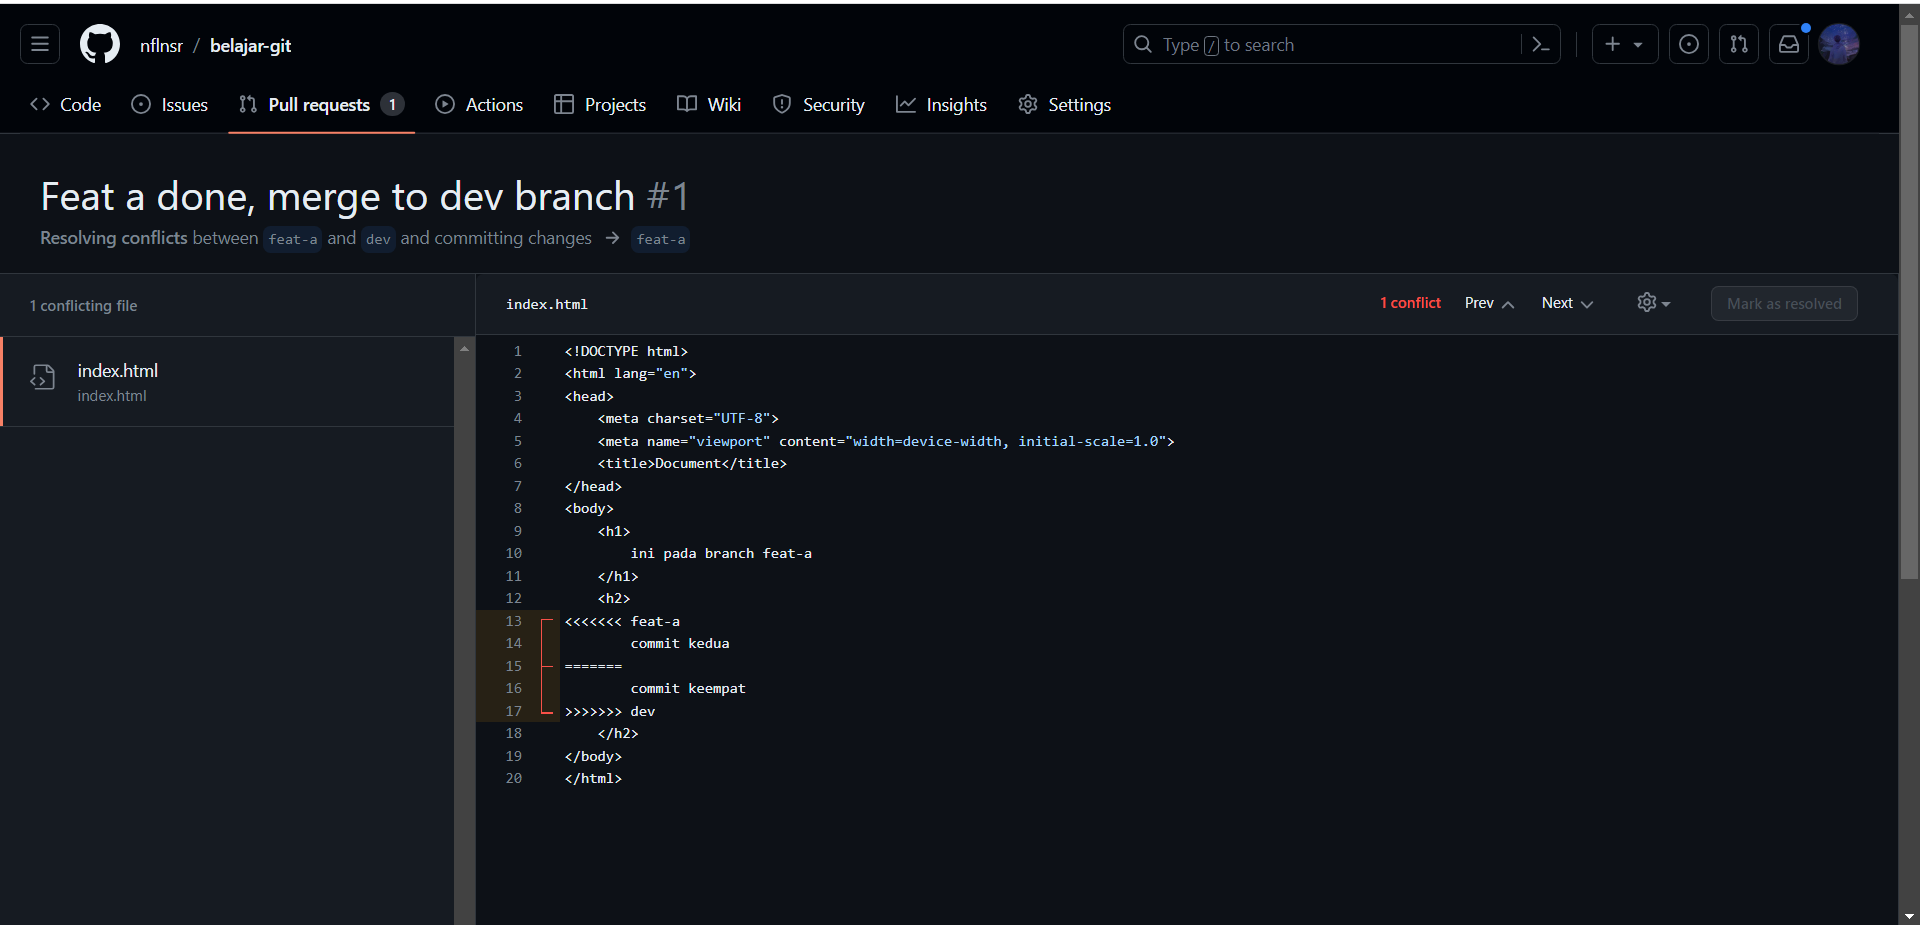 nflnsr / belajar-git
Type / to search
Code Issues Pull requests 1 Actions Projects Wiki Security Insights Settings
Feat a done, merge to dev branch #1
Resolving conflicts between feat-a and dev and committing changes → feat-a
1 conflicting file
index.html
index.html
index.html 1 conflict Prev Next Mark as resolved
1 <!DOCTYPE html>
2 <html lang="en">
3 <head>
4     <meta charset="UTF-8">
5     <meta name="viewport" content="width=device-width, initial-scale=1.0">
6     <title>Document</title>
7 </head>
8 <body>
9     <h1>
10         ini pada branch feat-a
11     </h1>
12     <h2>
13 <<<<<<< feat-a
14         commit kedua
15 =======
16         commit keempat
17 >>>>>>> dev
18     </h2>
19 </body>
20 </html>